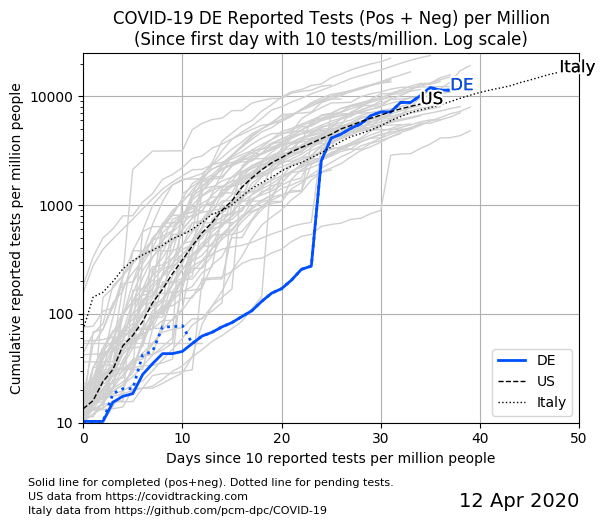 COVID-19 DE Reported Tests (Pos + Neg) per Million
(Since first day with 10 tests/million. Log scale)
Cumulative reported tests per million people
10000
1000
100
10
Italy
DE
US
DE
US
Italy
0
10
20
30
40
50
Days since 10 reported tests per million people
Solid line for completed (pos+neg). Dotted line for pending tests.
US data from https://covidtracking.com
Italy data from https://github.com/pcm-dpc/COVID-19
12 Apr 2020